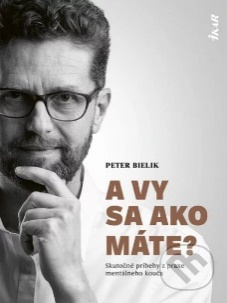 IKAR
PETER BIELIK
A VY
SA AKO
MÁTE?
Skutočné príbehy z praxe
mentálneho kouča
m